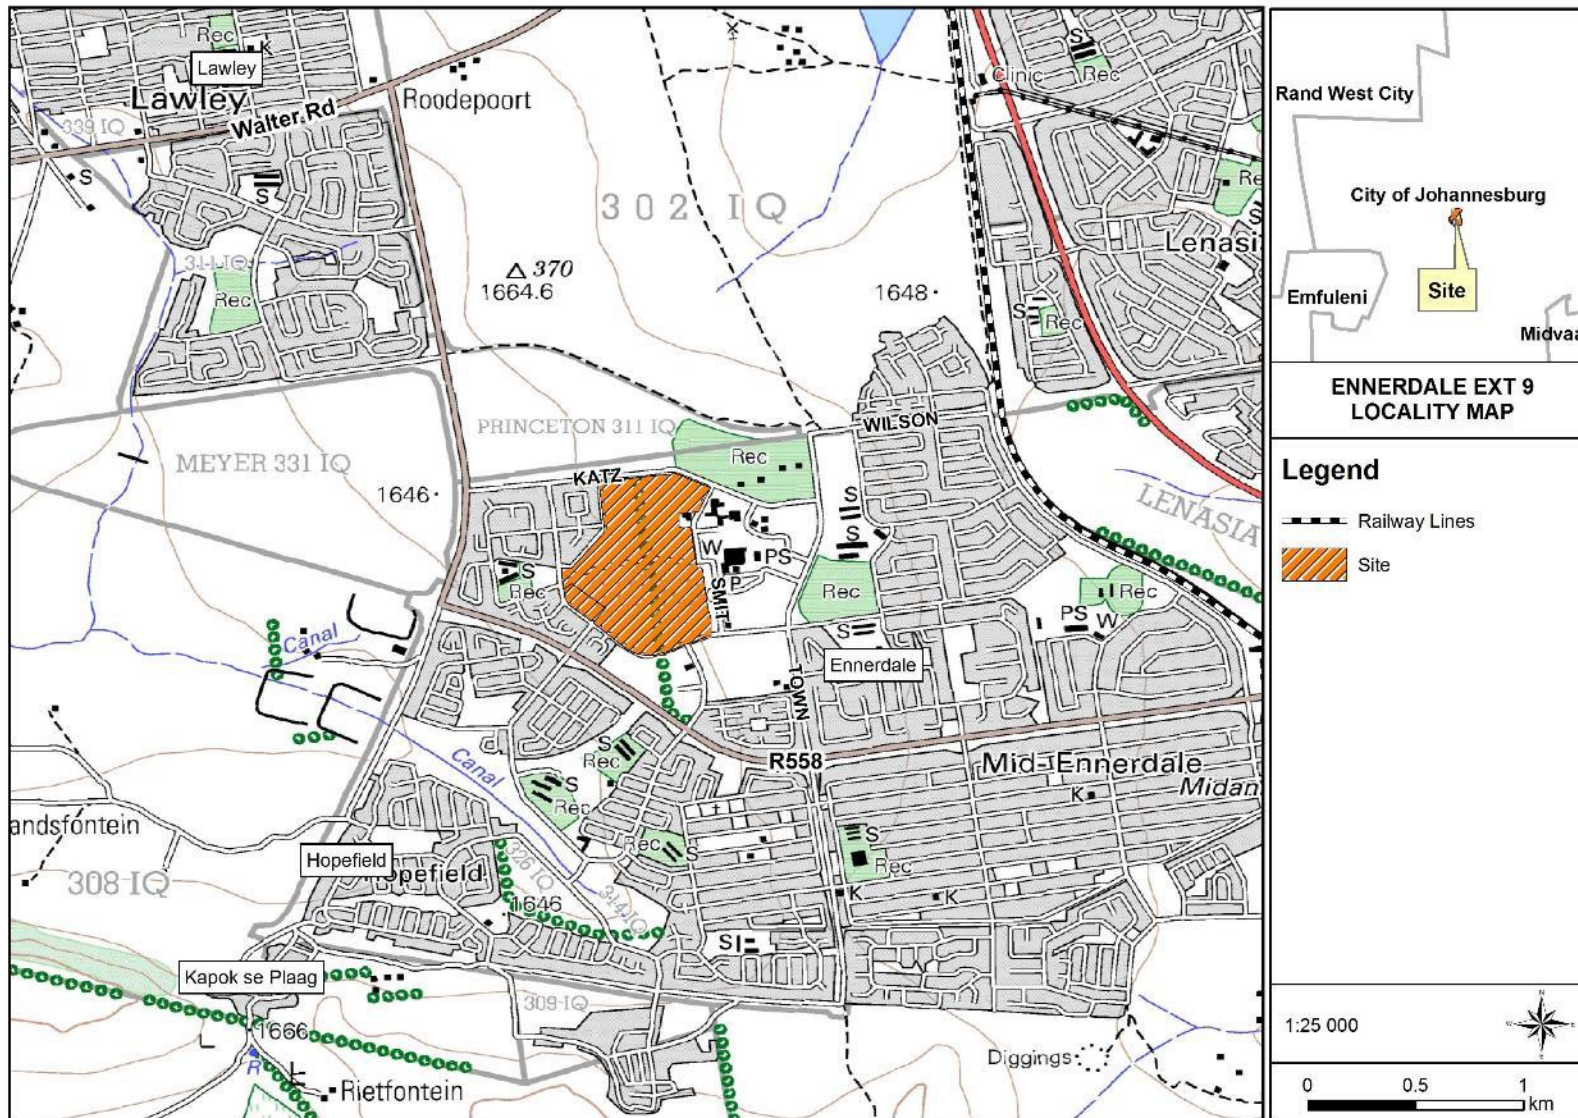 Rec
K
Lawley
Lawley
Roodepoort
Walter Rd
339 IQ
S
S
311 IQ
Rec
302 IQ
370
1664.6
1648
S
Rec
Clinic
Lenasi
S
Rec
Rand West City
City of Johannesburg
Site
Emfuleni
Midvaa
ENNERDALE EXT 9
LOCALITY MAP
Legend
Railway Lines
Site
PRINCETON 311 IQ
WILSON
MEYER 331 IQ
1646
KATZ
Rec
LENASIA
S
S
W
PS
P
SMIT
S
Rec
Rec
Rec
PS
W
S
Ennerdale
TOWN
Canal
Canal
R558
Mid-Ennerdale
Midan
K
S
Rec
S
Rec
Rec
S
S
Rec
K
K
andsfontein
308 IQ
Hopefield
Hopefield
326 IQ
314 IQ
1646
S
Kapok se Plaag
309 IQ
1666
R
Rietfontein
Diggings
1:25 000
N
W
E
S
0 0.5 1
km